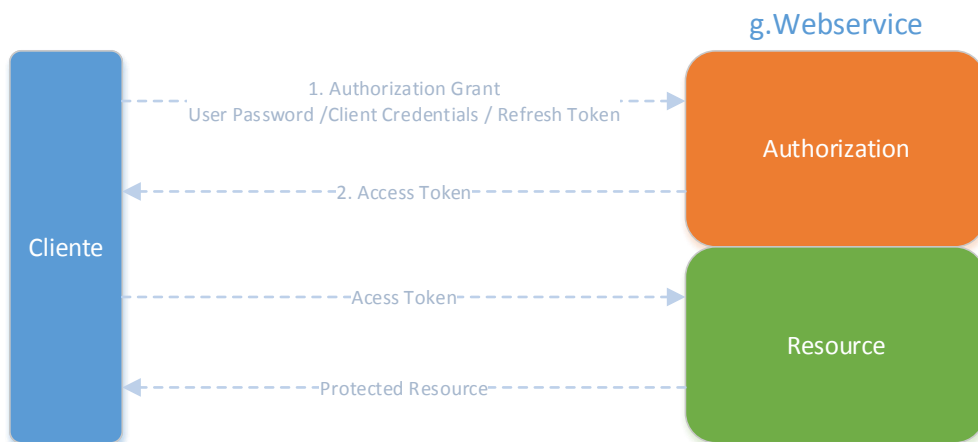 g.Webservice
1. Authorization Grant
User Password /Client Credentials / Refresh Token
Authorization
2. Access Token
Cliente
Acess Token
Resource
Protected Resource